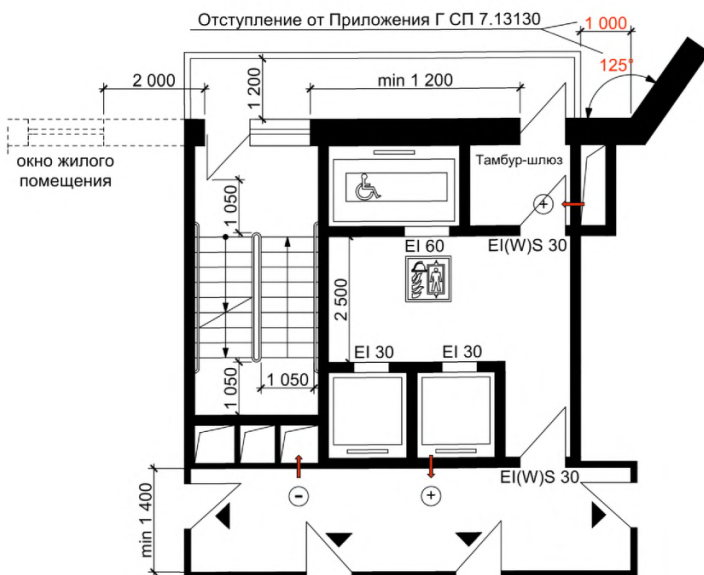 Отступление от Приложения Г СП 7.13130
1 000
125°
2 000
1 200
min 1 200
окно жилого
помещения
Тамбур-шлюз
1 050
+
EI 60
EI(W)S 30
2 500
EI 30
EI 30
1 050
1 050
EI(W)S 30
min 1 400
-
+